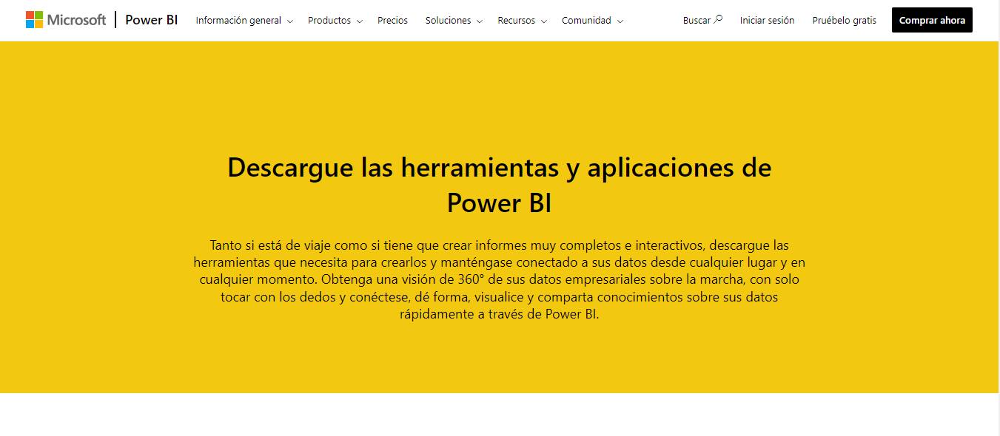 Microsoft | Power BI Información general Productos Precios Soluciones Recursos Comunidad Buscar Iniciar sesión Pruébelo gratis Comprar ahora
Descargue las herramientas y aplicaciones de
Power BI
Tanto si está de viaje como si tiene que crear informes muy completos e interactivos, descargue las
herramientas que necesita para crearlos y manténgase conectado a sus datos desde cualquier lugar y en
cualquier momento. Obtenga una visión de 360° de sus datos empresariales sobre la marcha, con solo
tocar con los dedos y conéctese, dé forma, visualice y comparta conocimientos sobre sus datos
rápidamente a través de Power BI.